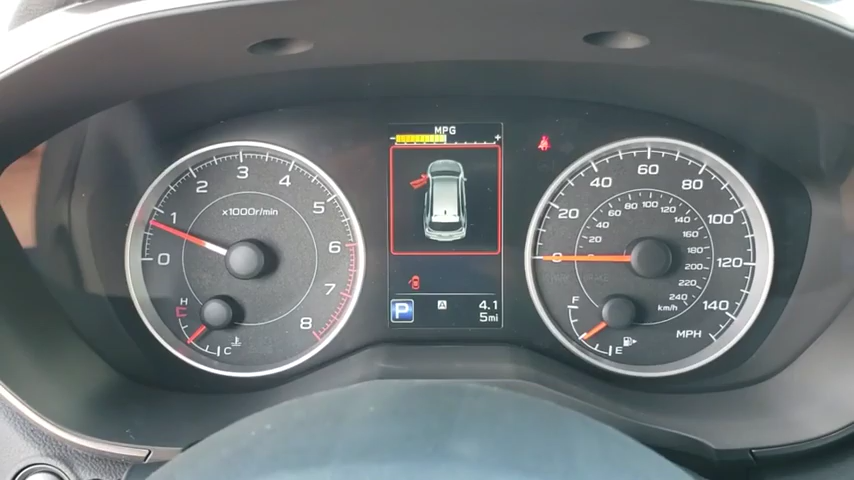 MPG
- +
0 1 2 3 4 5 6 7 8
x1000r/min
H
C
P
A
4.1
5mi
0 20 40 60 80 100 120 140
20 40 60 80 100 120 140 160 180 200 220 240
km/h
MPH
F
E